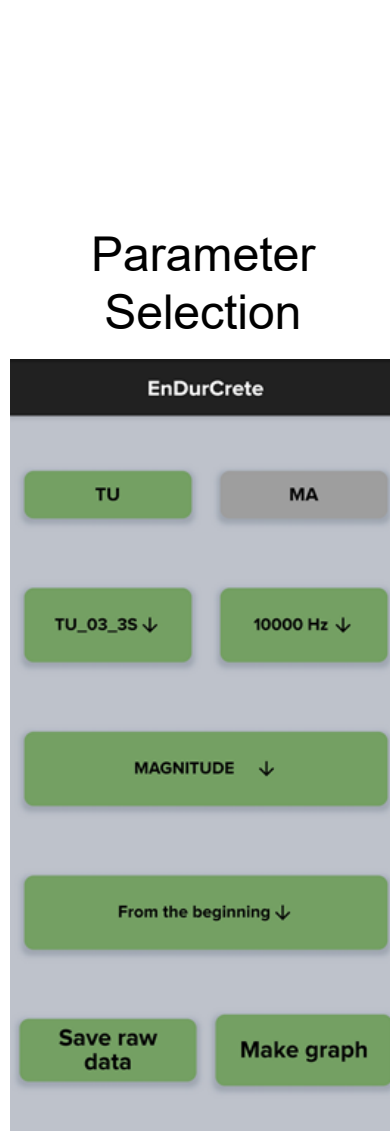 Parameter
Selection
EnDurCrete
TU MA
TU_03_3S ↓ 10000 Hz ↓
MAGNITUDE ↓
From the beginning ↓
Save raw
data
Make graph